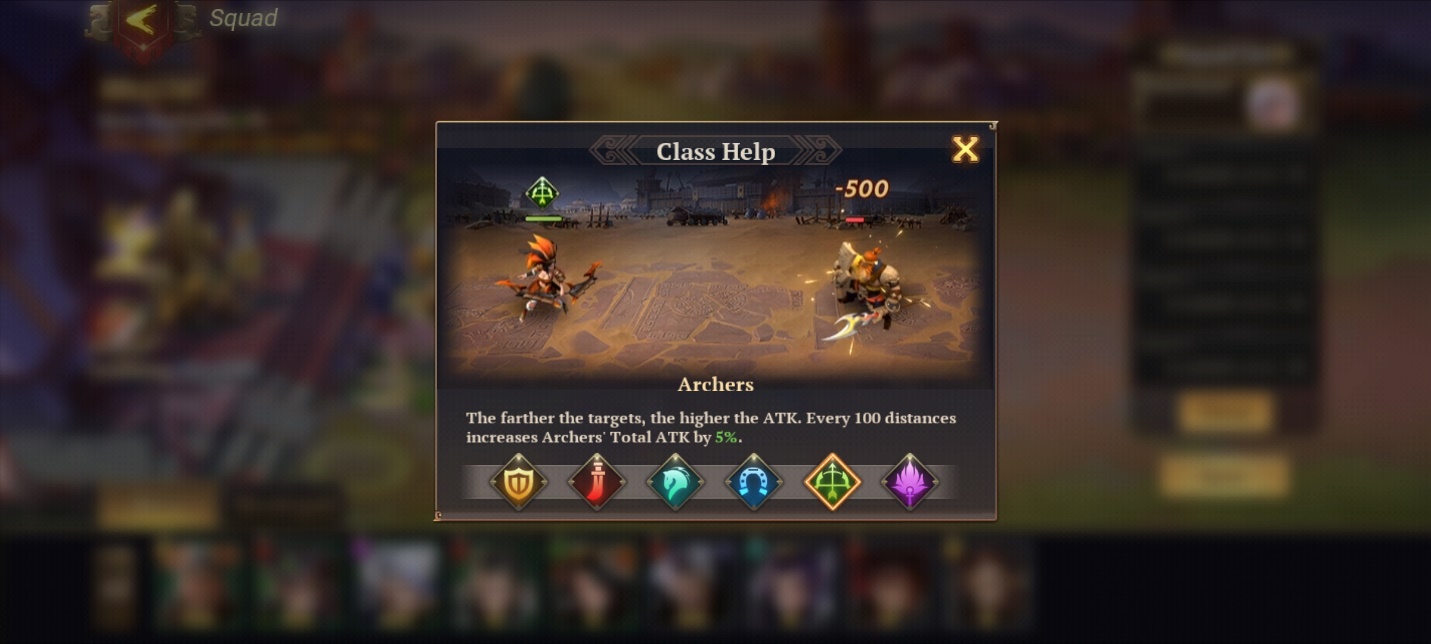 Squad
Class Help
-500
Archers
The farther the targets, the higher the ATK. Every 100 distances
increases Archers' Total ATK by 5%.